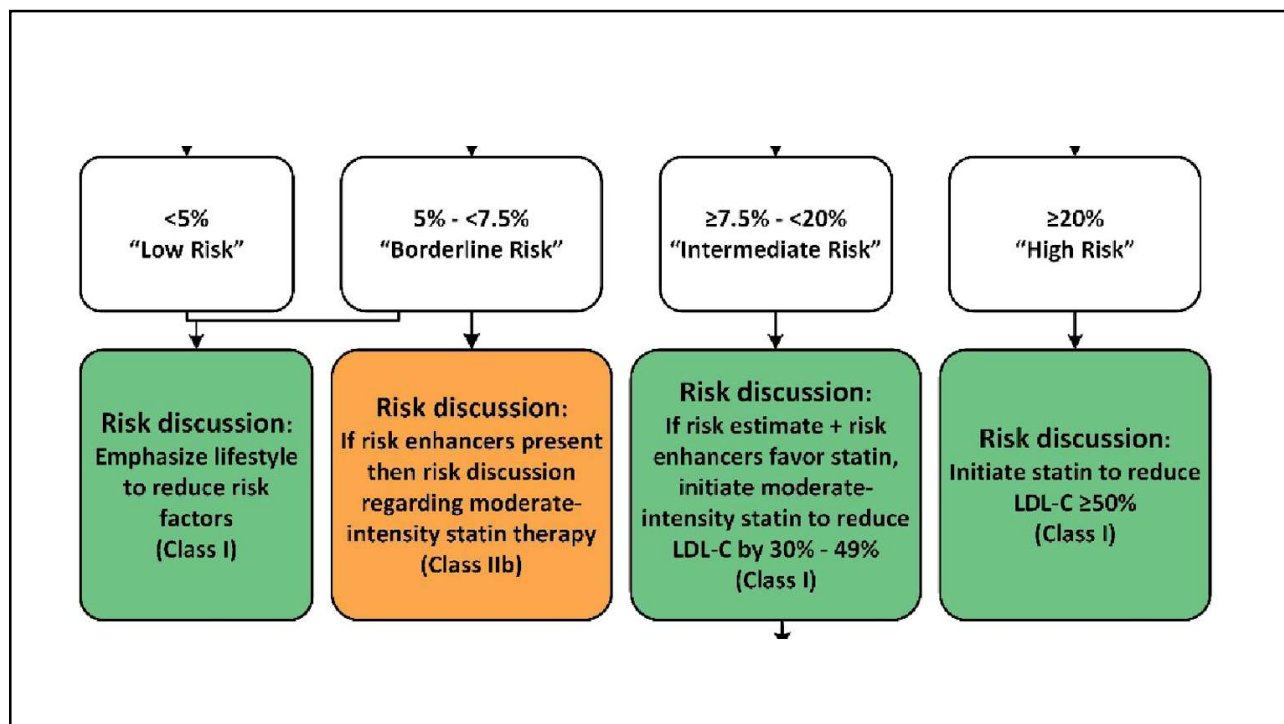 <5%
“Low Risk”
5% - <7.5%
“Borderline Risk”
≥7.5% - <20%
“Intermediate Risk”
≥20%
“High Risk”
Risk discussion:
Emphasize lifestyle
to reduce risk
factors
(Class I)
Risk discussion:
If risk enhancers present
then risk discussion
regarding moderate-
intensity statin therapy
(Class IIb)
Risk discussion:
If risk estimate + risk
enhancers favor statin,
initiate moderate-
intensity statin to reduce
LDL-C by 30% - 49%
(Class I)
Risk discussion:
Initiate statin to reduce
LDL-C ≥50%
(Class I)